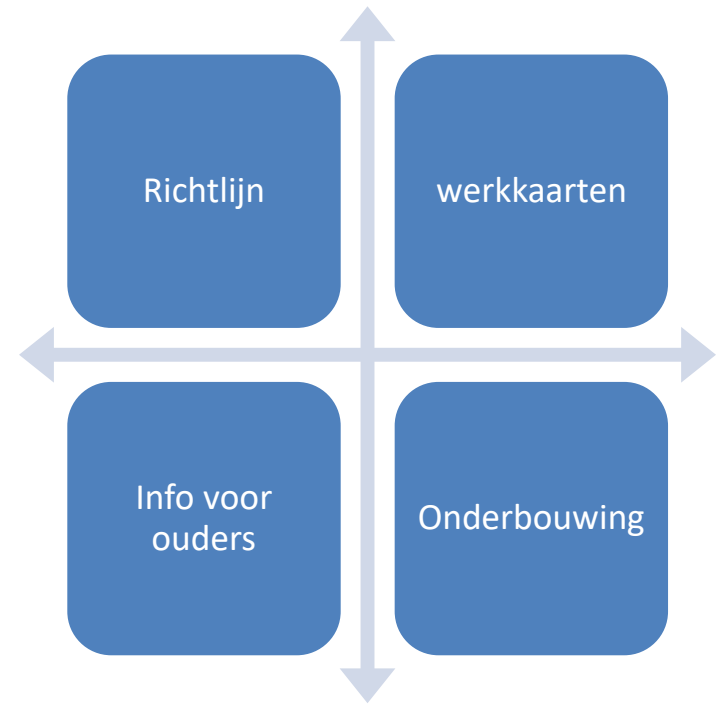 Richtlijn
werkkaarten
Info voor
ouders
Onderbouwing